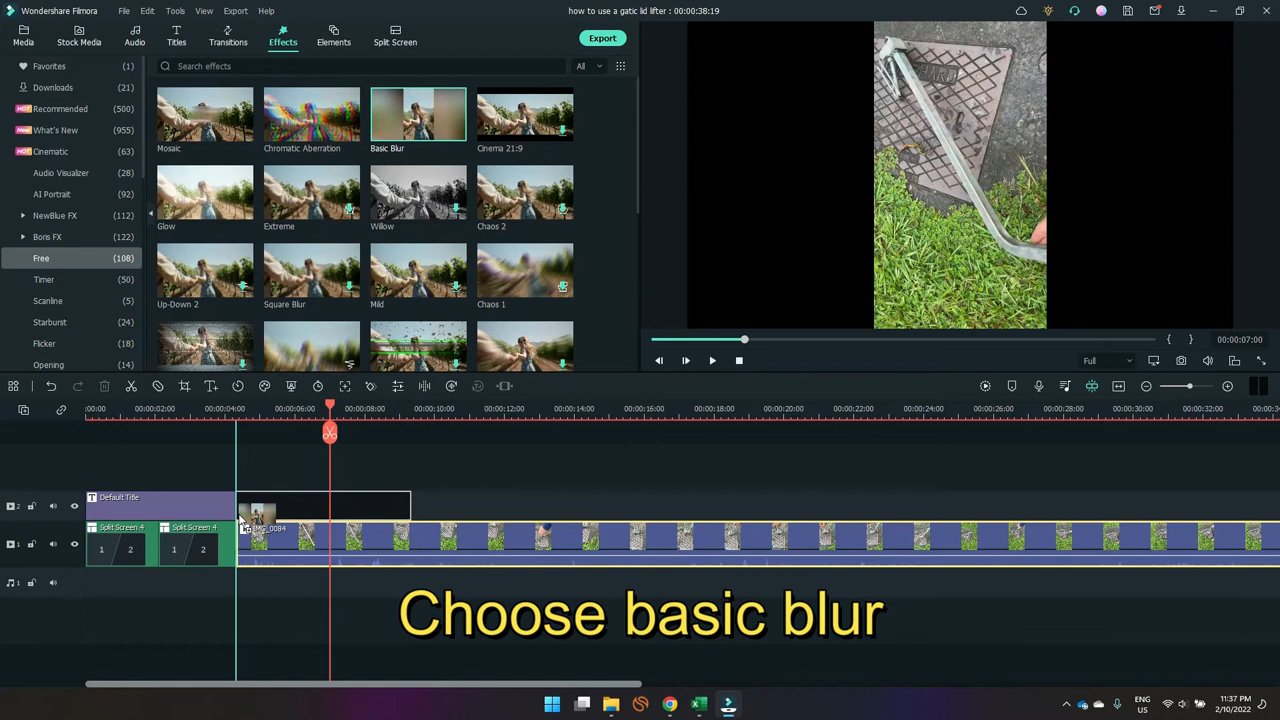 Wondershare Filmora
File Edit Tools View Export Help
how to use a gatic lid lifter : 00:00:38:19
Media Stock Media Audio Titles Transitions Effects Elements Split Screen
Export
Favorites (1)
Search effects
All
Downloads (21)
HOT Recommended (500)
New What's New (955)
HOT Cinematic (63)
Audio Visualizer (28)
AI Portrait (92)
NewBlue FX (112)
Boris FX (122)
Free (108)
Timer (50)
Scanline (5)
Starburst (24)
Flicker (18)
Opening (14)
Mosaic Chromatic Aberration Basic Blur Cinema 21:9
Glow Extreme Willow Chaos 2
Up-Down 2 Square Blur Mild Chaos 1
00:00:07:00
Full
:00:00 00:00:02:00 00:00:04:00 00:00:06:00 00:00:08:00 00:00:10:00 00:00:12:00 00:00:14:00 00:00:16:00 00:00:18:00 00:00:20:00 00:00:22:00 00:00:24:00 00:00:26:00 00:00:28:00 00:00:30:00 00:00:32:00
2
T Default Title
1
Split Screen 4 Split Screen 4 IMG_0084
1 2 1 2
1
Choose basic blur
ENG
MG
11:37 PM
2/10/2022